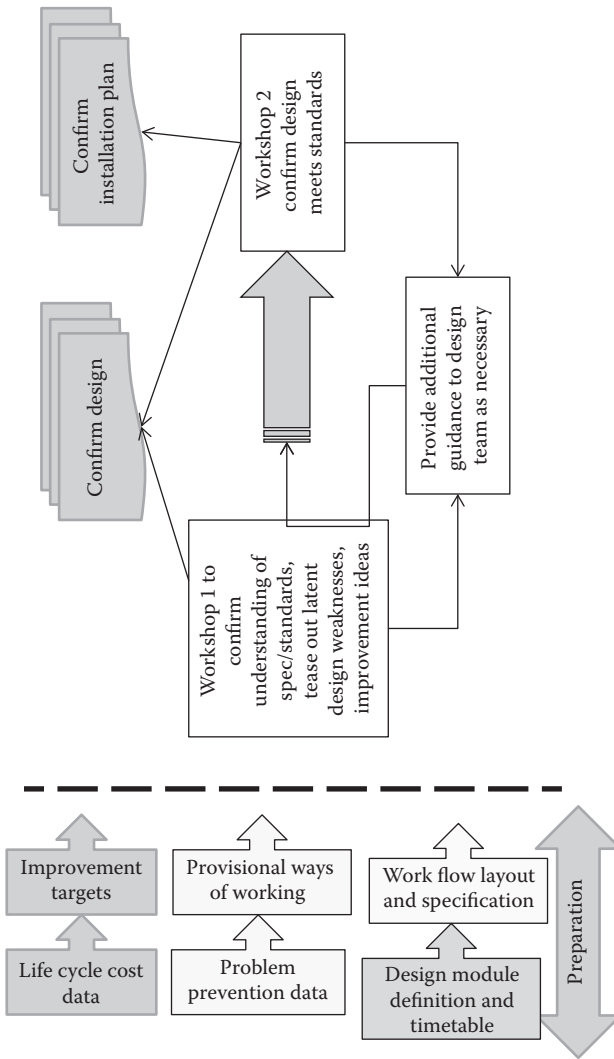 Confirm
installation plan
Confirm design
Workshop 2
confirm design
meets standards
Workshop 1 to
confirm
understanding of
spec/standards,
tease out latent
design weaknesses,
improvement ideas
Provide additional
guidance to design
team as necessary
Improvement
targets
Life cycle cost
data
Provisional ways
of working
Problem
prevention data
Work flow layout
and specification
Design module
definition and
timetable
Preparation